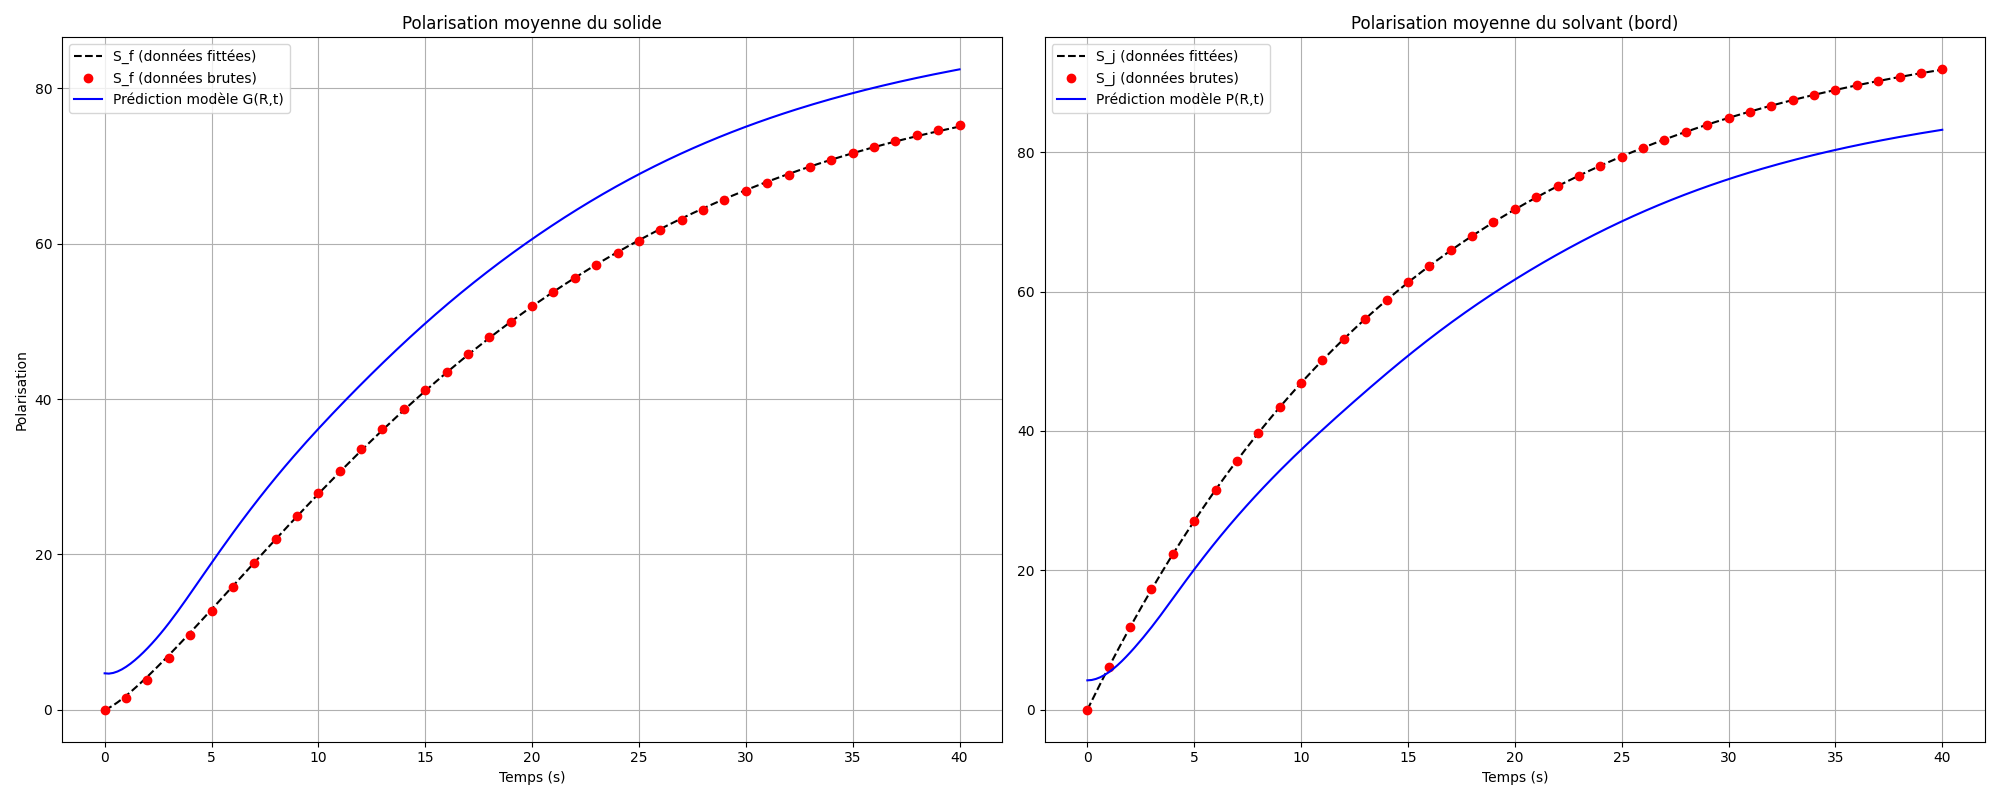 Polarisation moyenne du solide
S_f (données fittées)
S_f (données brutes)
Prédiction modèle G(R,t)
80
60
40
20
0
Polarisation
0 5 10 15 20 25 30 35 40
Temps (s)
Polarisation moyenne du solvant (bord)
S_j (données fittées)
S_j (données brutes)
Prédiction modèle P(R,t)
80
60
40
20
0
0 5 10 15 20 25 30 35 40
Temps (s)